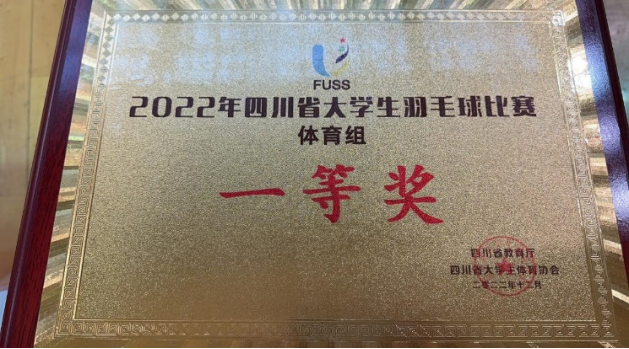 FUSS
2022年四川省大学生羽毛球比赛
体育组
一等奖
四川省教育厅
四川省大学生体育协会
二零二二年十二月